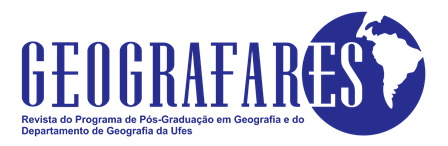 GEOGRAFARES
Revista do Programa de Pós-Graduação em Geografia e do
Departamento de Geografia da Ufes